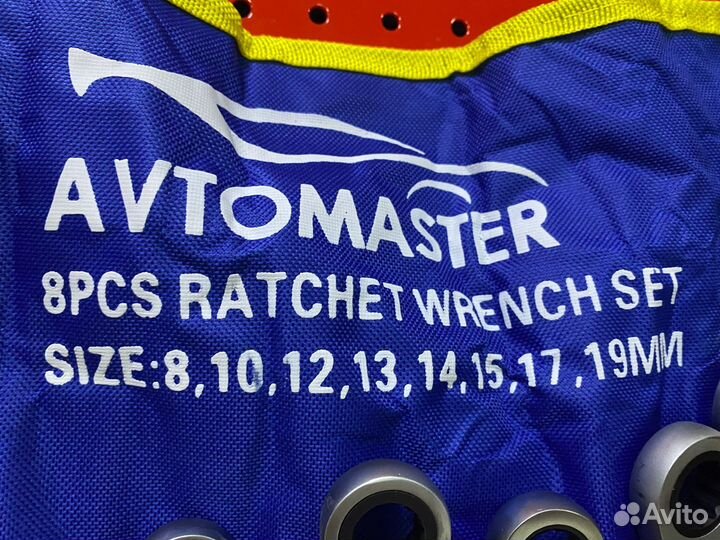 AVTOMASTER
8PCS RATCHET WRENCH SET
SIZE:8,10,12,13,14,15,17,19MM
Avito